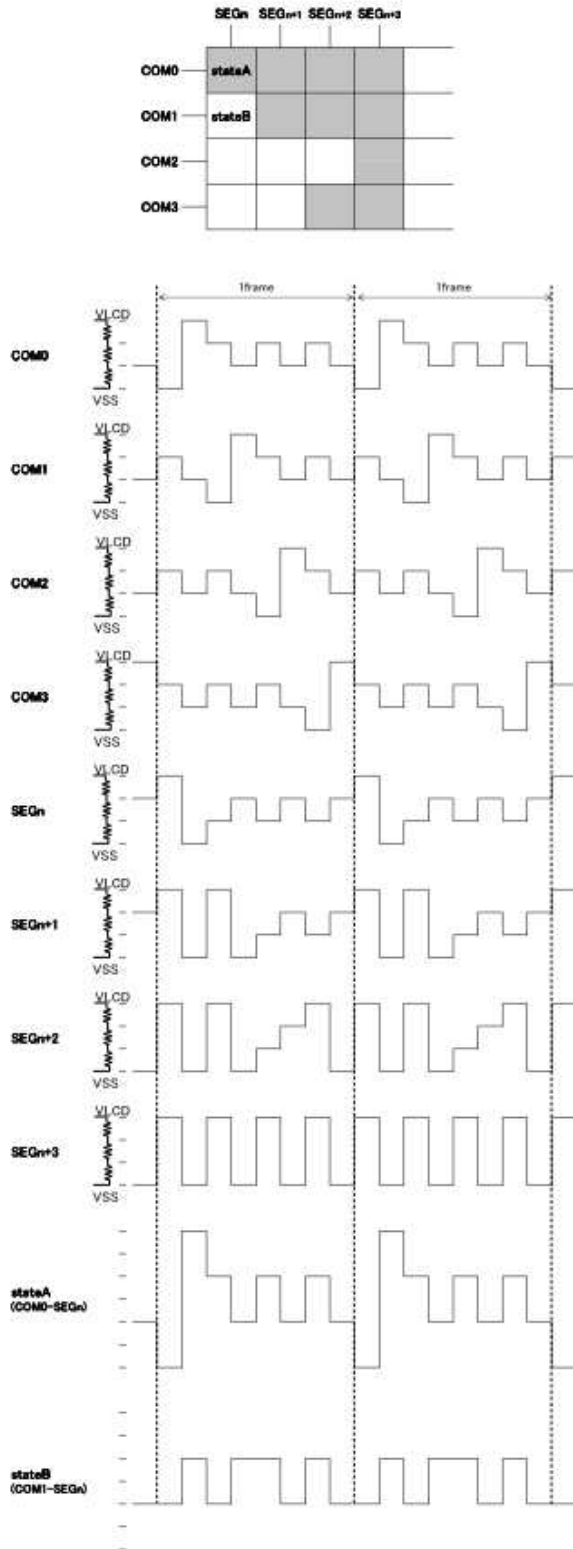 SEGn SEGn+1 SEGn+2 SEGn+3
COM0 stateA
COM1 stateB
COM2
COM3
1frame 1frame
VLCD
COM0
VSS
VLCD
COM1
VSS
VLCD
COM2
VSS
VLCD
COM3
VSS
VLCD
SEGn
VSS
VLCD
SEGn+1
VSS
VLCD
SEGn+2
VSS
VLCD
SEGn+3
VSS
stateA
(COM0-SEGn)
stateB
(COM1-SEGn)